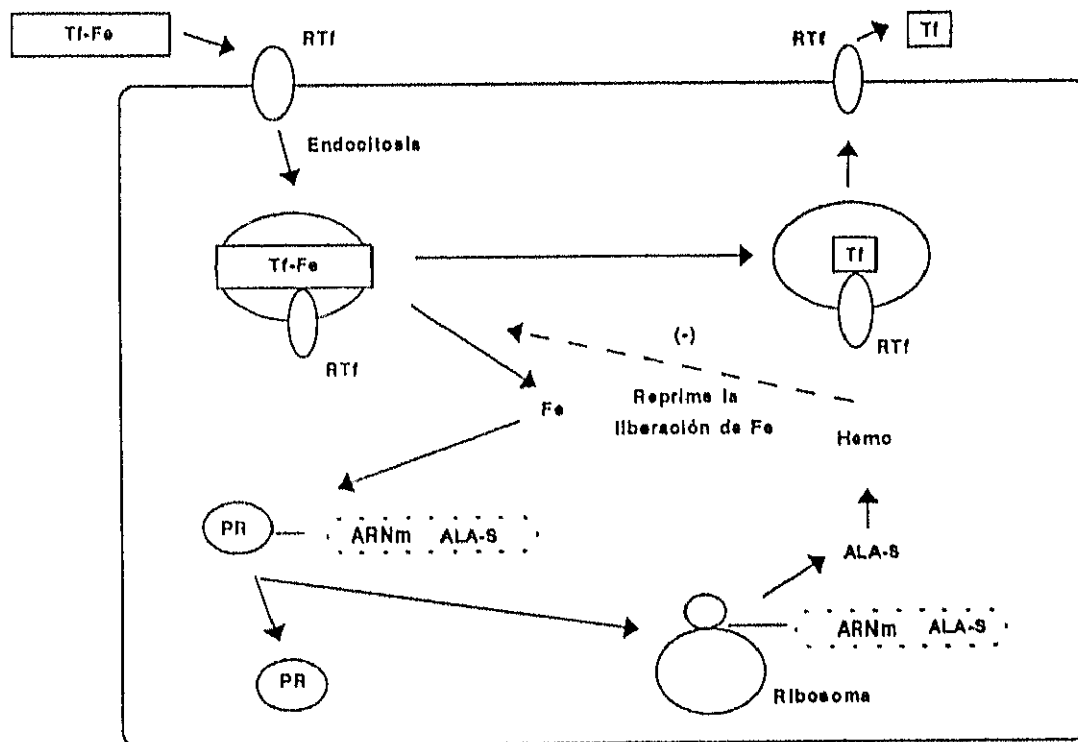 Tf-Fe
RTf
RTf
Tf
Endocitosis
Tf-Fe
RTf
Tf
RTf
(-)
Reprime la
liberación de Fe
Fe
Hemo
PR
ARNm ALA-S
ALA-S
ARNm ALA-S
PR
Ribosoma